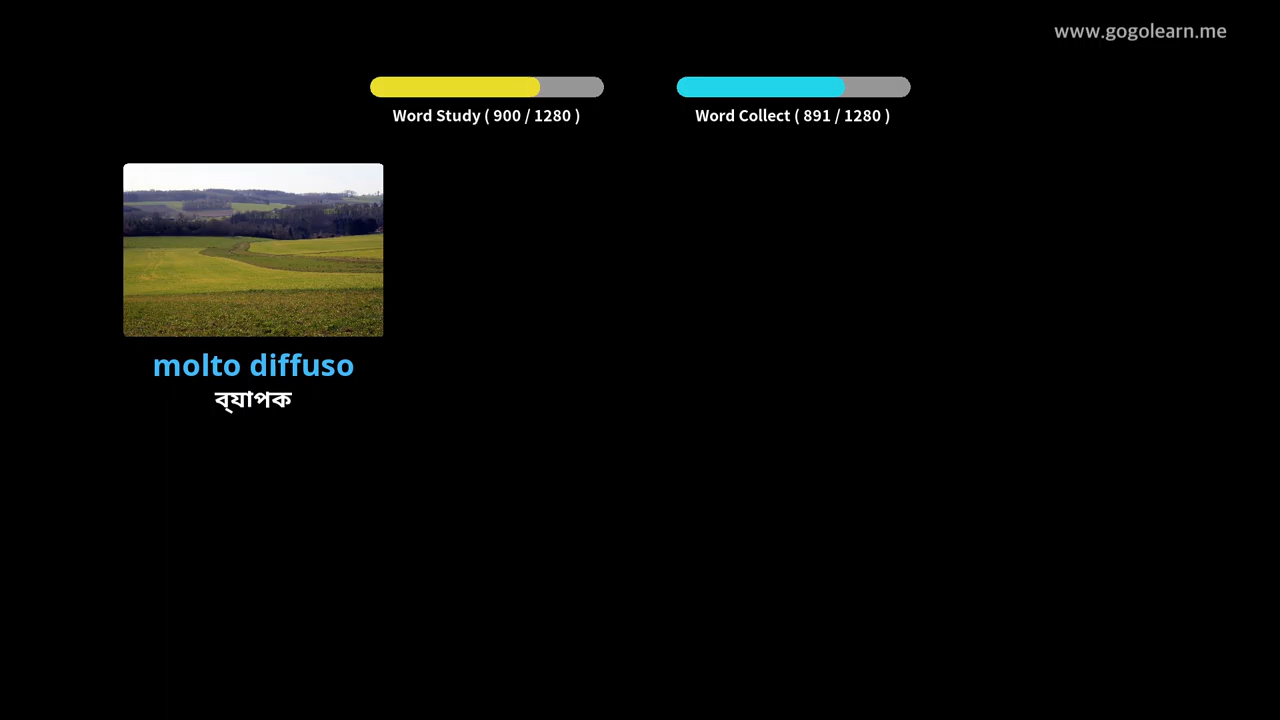 www.gogolearn.me
Word Study ( 900 / 1280 )
Word Collect ( 891 / 1280 )
molto diffuso
ব্যাপক